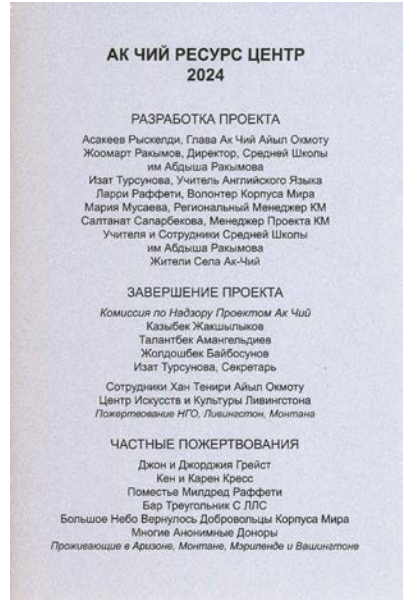 АК ЧИЙ РЕСУРС ЦЕНТР
2024
РАЗРАБОТКА ПРОЕКТА
Асакеев Рыскелди, Глава Ак Чий Айыл Окмоту
Жоомарт Ракымов, Директор, Средней Школы
им Абдыша Ракымова
Изат Турсунова, Учитель Английского Языка
Ларри Раффети, Волонтер Корпуса Мира
Мария Мусаева, Региональный Менеджер КМ
Салтанат Сапарбекова, Менеджер Проекта КМ
Учителя и Сотрудники Средней Школы
им Абдыша Ракымова
Жители Села Ак-Чий
ЗАВЕРШЕНИЕ ПРОЕКТА
Комиссия по Надзору Проектом Ак Чий
Казыбек Жакшылыков
Талантбек Амангельдиев
Жолдошбек Байбосунов
Изат Турсунова, Секретарь
Сотрудники Хан Тенири Айыл Окмоту
Центр Искусств и Культуры Ливингстона
Пожертвование НГО, Ливингстон, Монтана
ЧАСТНЫЕ ПОЖЕРТВОВАНИЯ
Джон и Джорджия Грейст
Кен и Карен Кресс
Поместье Милдред Раффети
Бар Треугольник С ЛЛС
Большое Небо Вернулось Добровольцы Корпуса Мира
Многие Анонимные Доноры
Проживающие в Аризоне, Монтане, Мэриленде и Вашингтоне